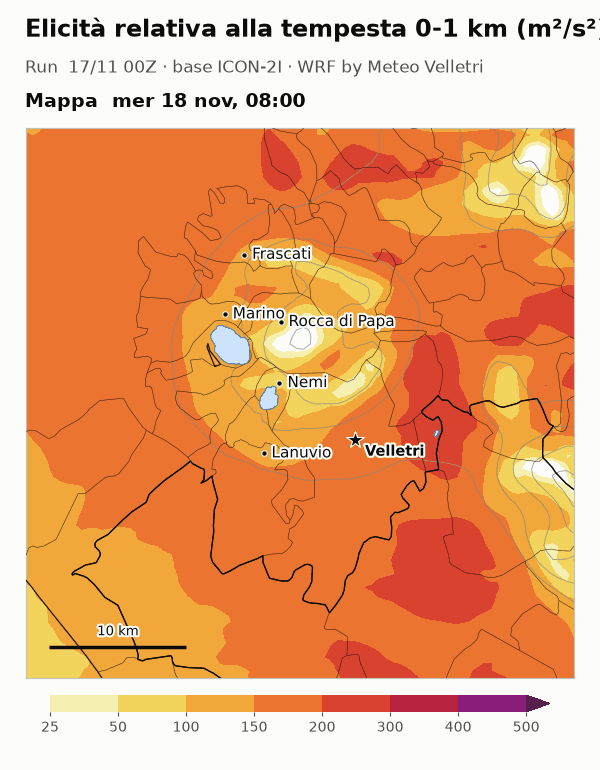 Elicità relativa alla tempesta 0-1 km (m²/s²)
Run  17/11 00Z · base ICON-2I · WRF by Meteo Velletri
Mappa  mer 18 nov, 08:00
Frascati
Marino
Rocca di Papa
Nemi
Velletri
Lanuvio
10 km
25 50 100 150 200 300 400 500